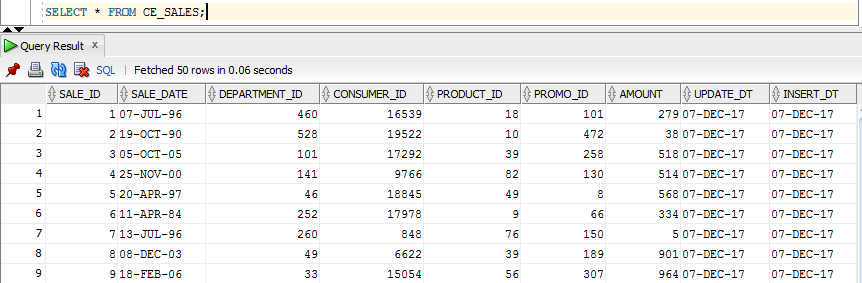 SELECT * FROM CE_SALES;
Query Result x
SQL | Fetched 50 rows in 0.06 seconds
SALE_ID SALE_DATE DEPARTMENT_ID CONSUMER_ID PRODUCT_ID PROMO_ID AMOUNT UPDATE_DT INSERT_DT
1 1 07-JUL-96 460 16539 18 101 279 07-DEC-17 07-DEC-17
2 2 19-OCT-90 528 19522 10 472 38 07-DEC-17 07-DEC-17
3 3 05-OCT-05 101 17292 39 258 518 07-DEC-17 07-DEC-17
4 4 25-NOV-00 141 9766 82 130 514 07-DEC-17 07-DEC-17
5 5 20-APR-97 46 18845 49 8 568 07-DEC-17 07-DEC-17
6 6 11-APR-84 252 17978 9 66 334 07-DEC-17 07-DEC-17
7 7 13-JUL-96 260 848 76 150 5 07-DEC-17 07-DEC-17
8 8 08-DEC-03 49 6622 39 189 901 07-DEC-17 07-DEC-17
9 9 18-FEB-06 33 15054 56 307 964 07-DEC-17 07-DEC-17